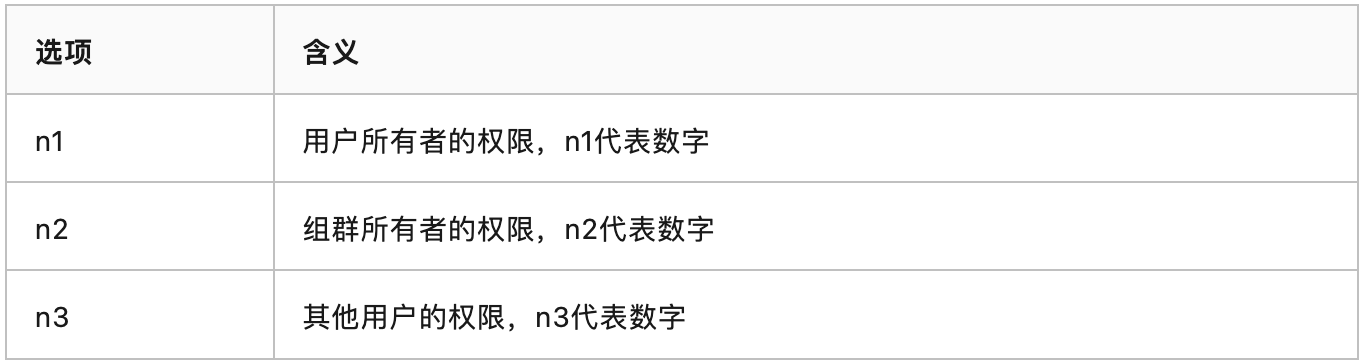 选项 含义
n1 用户所有者的权限，n1代表数字
n2 组群所有者的权限，n2代表数字
n3 其他用户的权限，n3代表数字